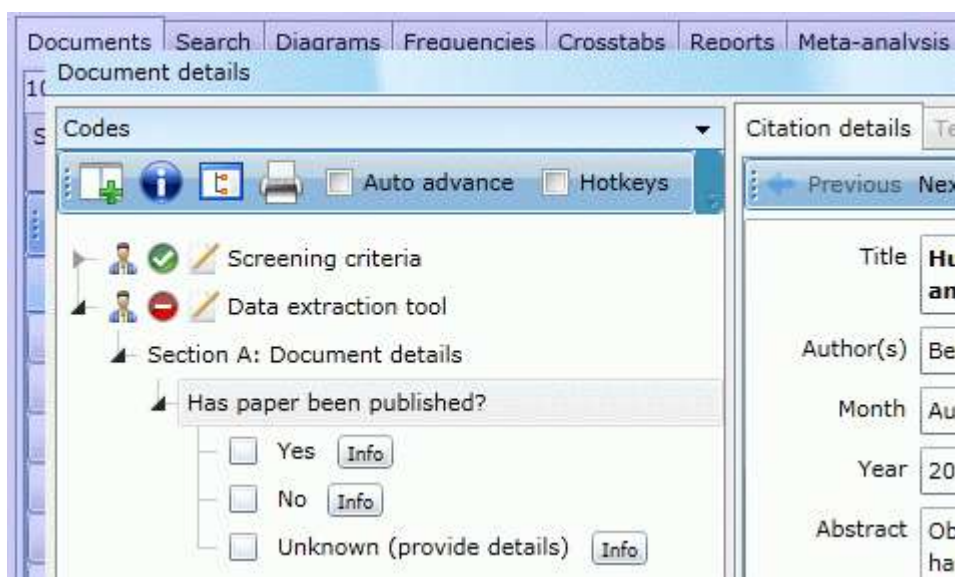 Documents Search Diagrams Frequencies Crosstabs Reports Meta-analysis
Document details
Codes
Auto advance Hotkeys
Screening criteria
Data extraction tool
Section A: Document details
Has paper been published?
Yes Info
No Info
Unknown (provide details) Info
Citation details
Previous
Title
Author(s)
Month
Year
Abstract